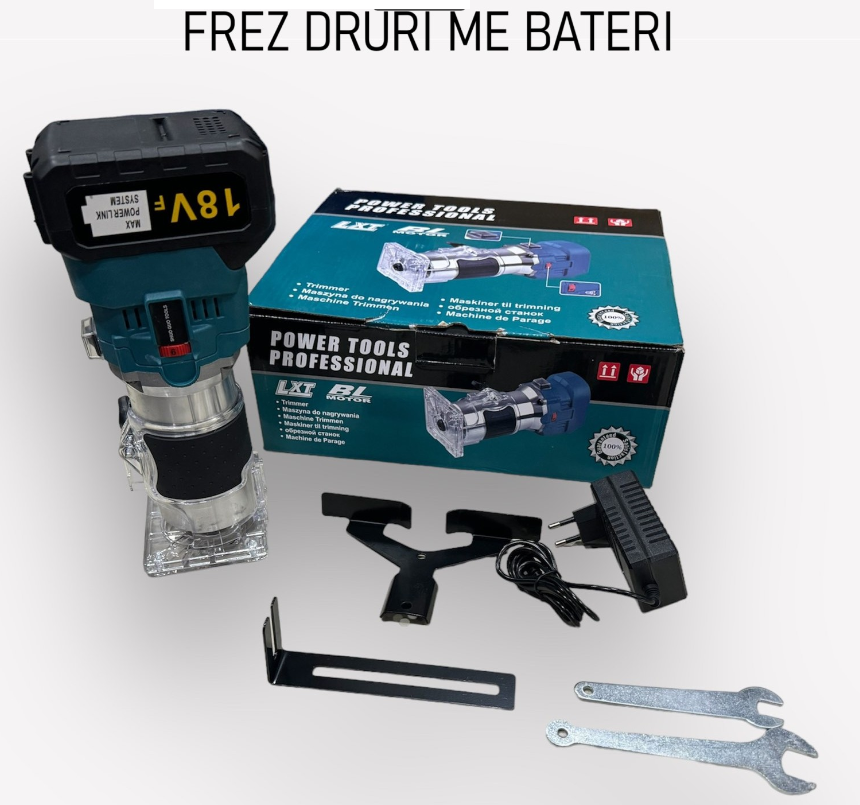 FREZ DRURI ME BATERI
18V F
MAX
POWER LINK
SYSTEM
POWER TOOLS
PROFESSIONAL
LXT BL
MOTOR
• Trimmer
• Maszyna do nagrywania
• Maschine Trimmen
• Maskiner til trimning
• обрезной станок
• Machine de Parage
100%
POWER TOOLS
PROFESSIONAL
LXT BL
MOTOR
• Trimmer
• Maszyna do nagrywania
• Maschine Trimmen
• Maskiner til trimning
• обрезной станок
• Machine de Parage
100%